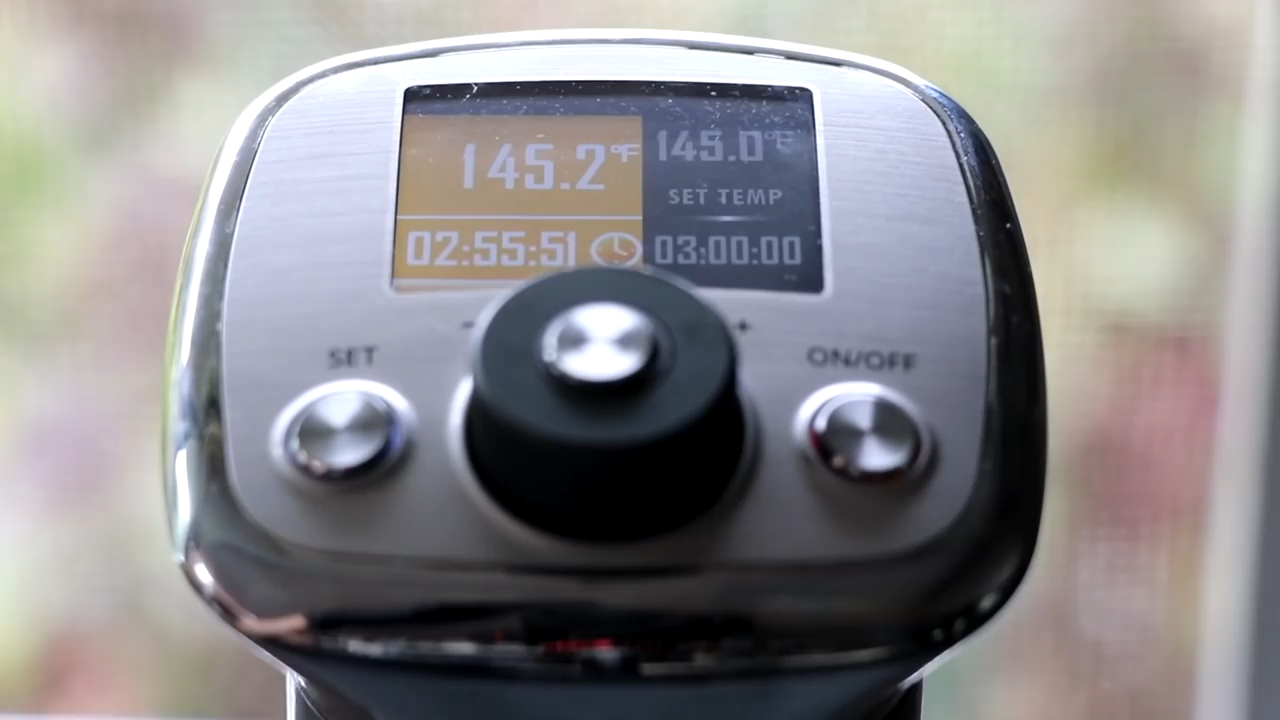 145.2°F
145.0°F
SET TEMP
02:55:51
03:00:00
- +
SET
ON/OFF